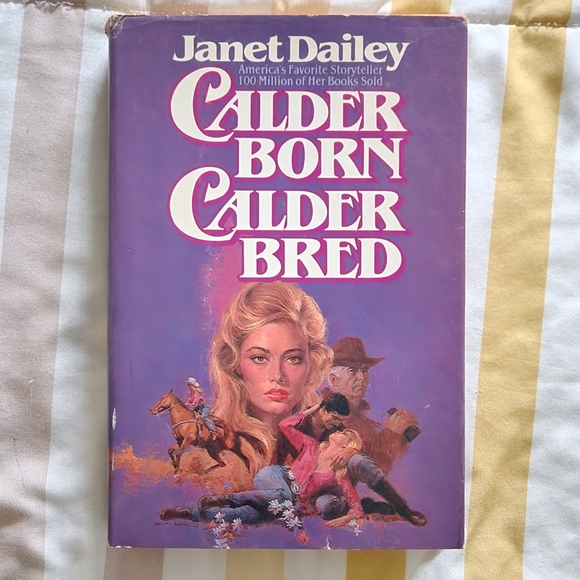 Janet Dailey
America's Favorite Storyteller
100 Million of Her Books Sold
CALDER
BORN
CALDER
BRED